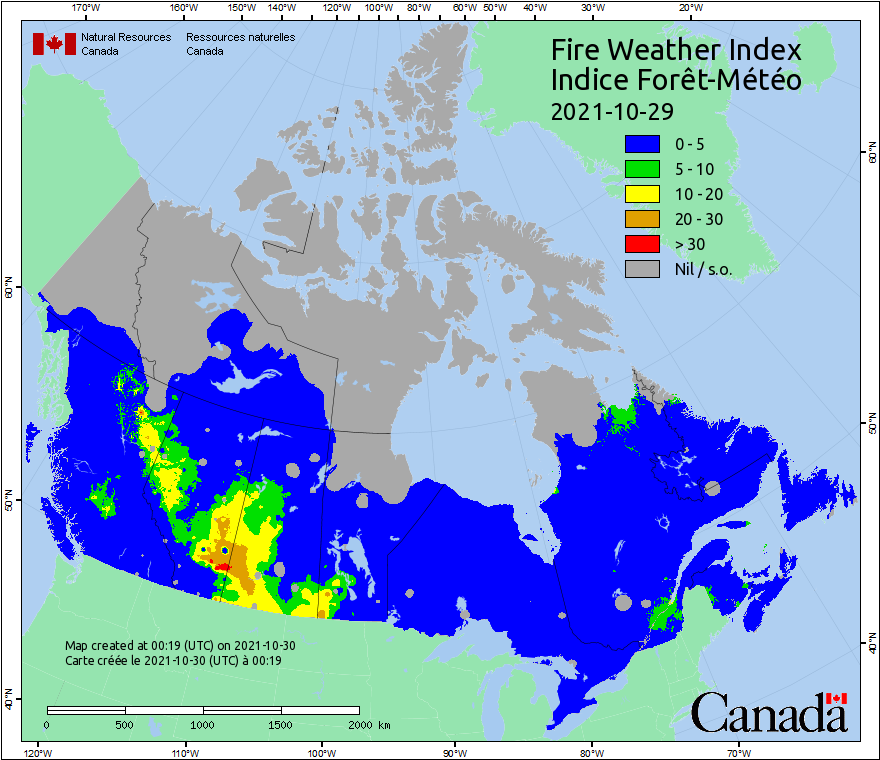 170°W 160°W 150°W 140°W 130°W 120°W 110°W 100°W 90°W 80°W 70°W 60°W 50°W 40°W 30°W 20°W
Natural Resources Canada
Ressources naturelles Canada
Fire Weather Index
Indice Forêt-Météo
2021-10-29
0 - 5
5 - 10
10 - 20
20 - 30
> 30
Nil / s.o.
60°N
50°N
40°N
60°N
50°N
40°N
Map created at 00:19 (UTC) on 2021-10-30
Carte créée le 2021-10-30 (UTC) à 00:19
0 500 1000 1500 2000 km
Canada
120°W 110°W 100°W 90°W 80°W 70°W